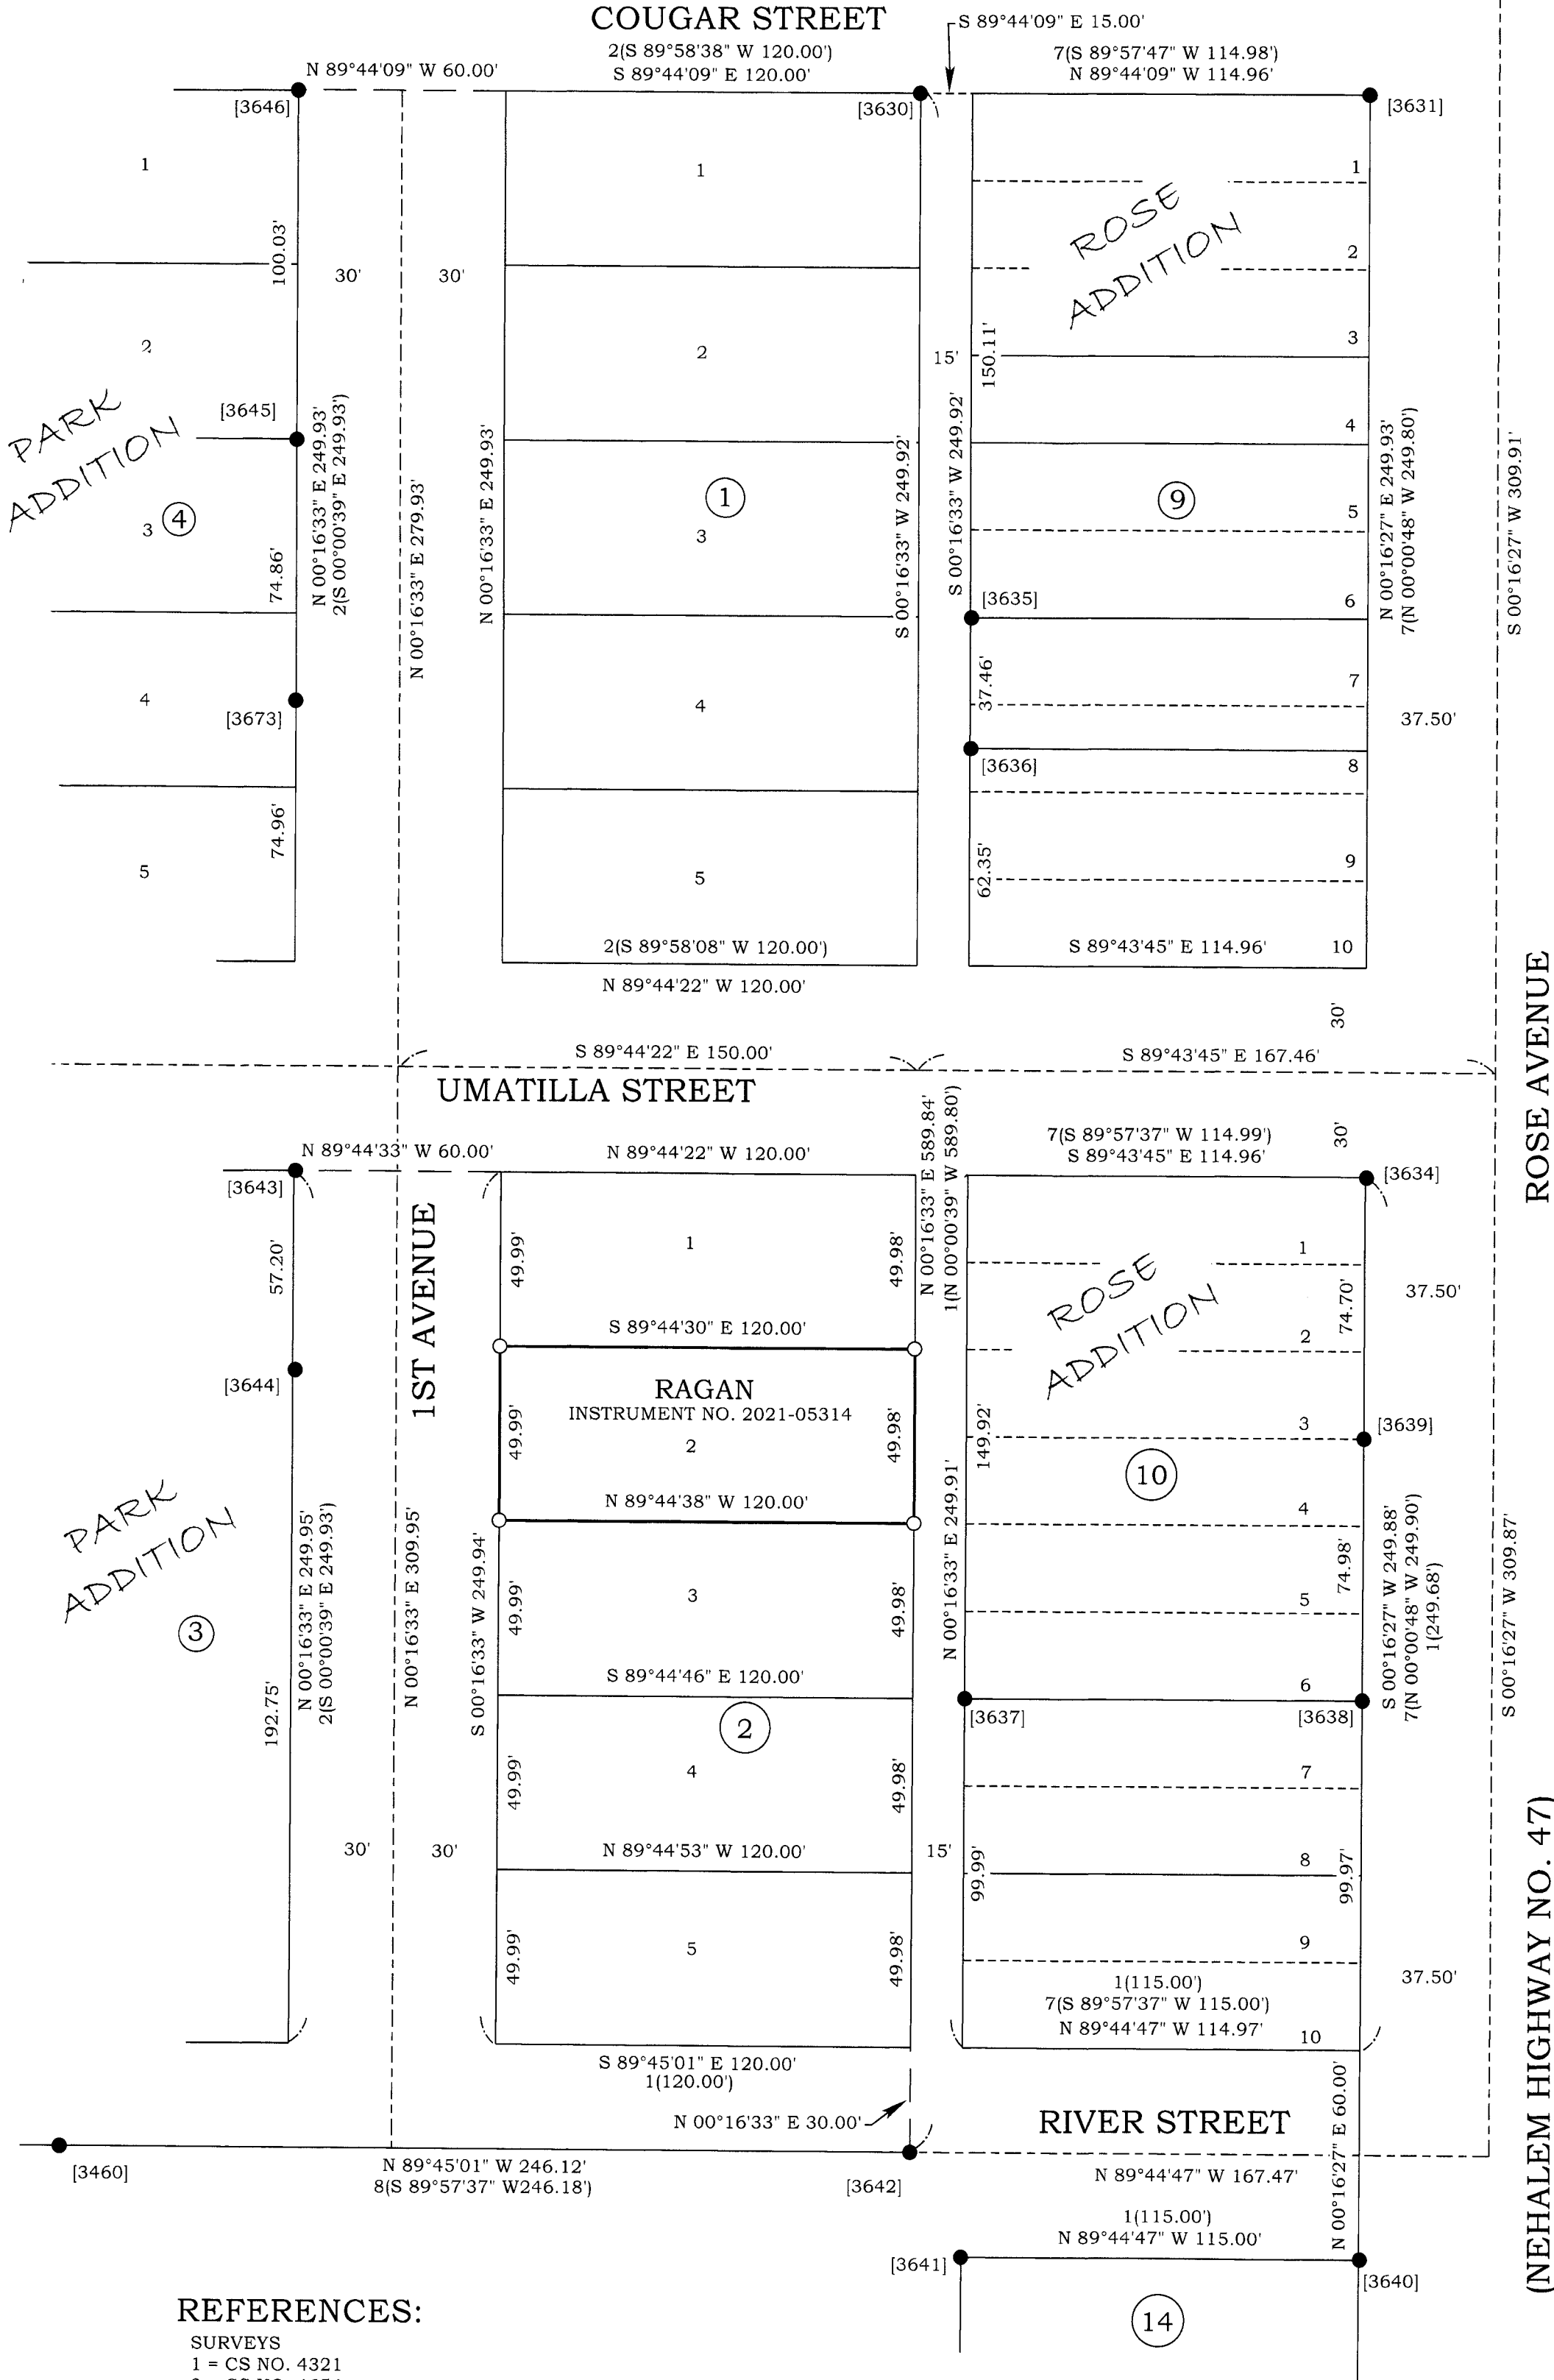 COUGAR STREET
S 89°44'09" E 15.00'
2(S 89°58'38" W 120.00')
7(S 89°57'47" W 114.98')
N 89°44'09" W 60.00'
S 89°44'09" E 120.00'
N 89°44'09" W 114.96'
[3646]
[3630]
[3631]
1
1
1
ROSE
ADDITION
2
100.03'
30'
30'
2
2
15'
150.11'
3
PARK
ADDITION
[3645]
N 00°16'33" E 249.93'
2(S 00°00'39" E 249.93')
N 00°16'33" E 279.93'
N 00°16'33" E 249.93'
S 00°16'33" W 249.92'
S 00°16'33" W 249.92'
4
N 00°16'27" E 249.93'
7(N 00°00'48" W 249.80')
S 00°16'27" W 309.91'
3
4
1
3
9
5
74.86'
[3635]
6
4
[3673]
4
37.46'
7
37.50'
[3636]
8
74.96'
5
5
62.35'
9
2(S 89°58'08" W 120.00')
S 89°43'45" E 114.96'
10
N 89°44'22" W 120.00'
30'
ROSE AVENUE
S 89°44'22" E 150.00'
S 89°43'45" E 167.46'
UMATILLA STREET
N 00°16'33" E 589.84'
1(N 00°00'39" W 589.80')
7(S 89°57'37" W 114.99')
30'
N 89°44'33" W 60.00'
N 89°44'22" W 120.00'
S 89°43'45" E 114.96'
[3643]
[3634]
57.20'
1ST AVENUE
49.99'
1
49.98'
1
ROSE
ADDITION
74.70'
37.50'
S 89°44'30" E 120.00'
2
[3644]
RAGAN
INSTRUMENT NO. 2021-05314
49.99'
2
49.98'
149.92'
3
[3639]
10
PARK
ADDITION
N 89°44'38" W 120.00'
4
3
N 00°16'33" E 249.95'
2(S 00°00'39" E 249.93')
N 00°16'33" E 309.95'
S 00°16'33" W 249.94'
49.99'
3
49.98'
N 00°16'33" E 249.91'
74.98'
5
S 00°16'27" W 249.88'
7(N 00°00'48" W 249.90')
1(249.68')
S 00°16'27" W 309.87'
S 89°44'46" E 120.00'
6
192.75'
2
[3637]
[3638]
49.99'
4
49.98'
7
30'
30'
N 89°44'53" W 120.00'
15'
99.99'
8
99.97'
49.99'
5
49.98'
9
1(115.00')
7(S 89°57'37" W 115.00')
37.50'
N 89°44'47" W 114.97'
10
S 89°45'01" E 120.00'
1(120.00')
N 00°16'33" E 30.00'
RIVER STREET
N 00°16'27" E 60.00'
(NEHALEM HIGHWAY NO. 47)
[3460]
N 89°45'01" W 246.12'
8(S 89°57'37" W246.18')
[3642]
N 89°44'47" W 167.47'
1(115.00')
N 89°44'47" W 115.00'
[3641]
[3640]
14
REFERENCES:
SURVEYS
1 = CS NO. 4321